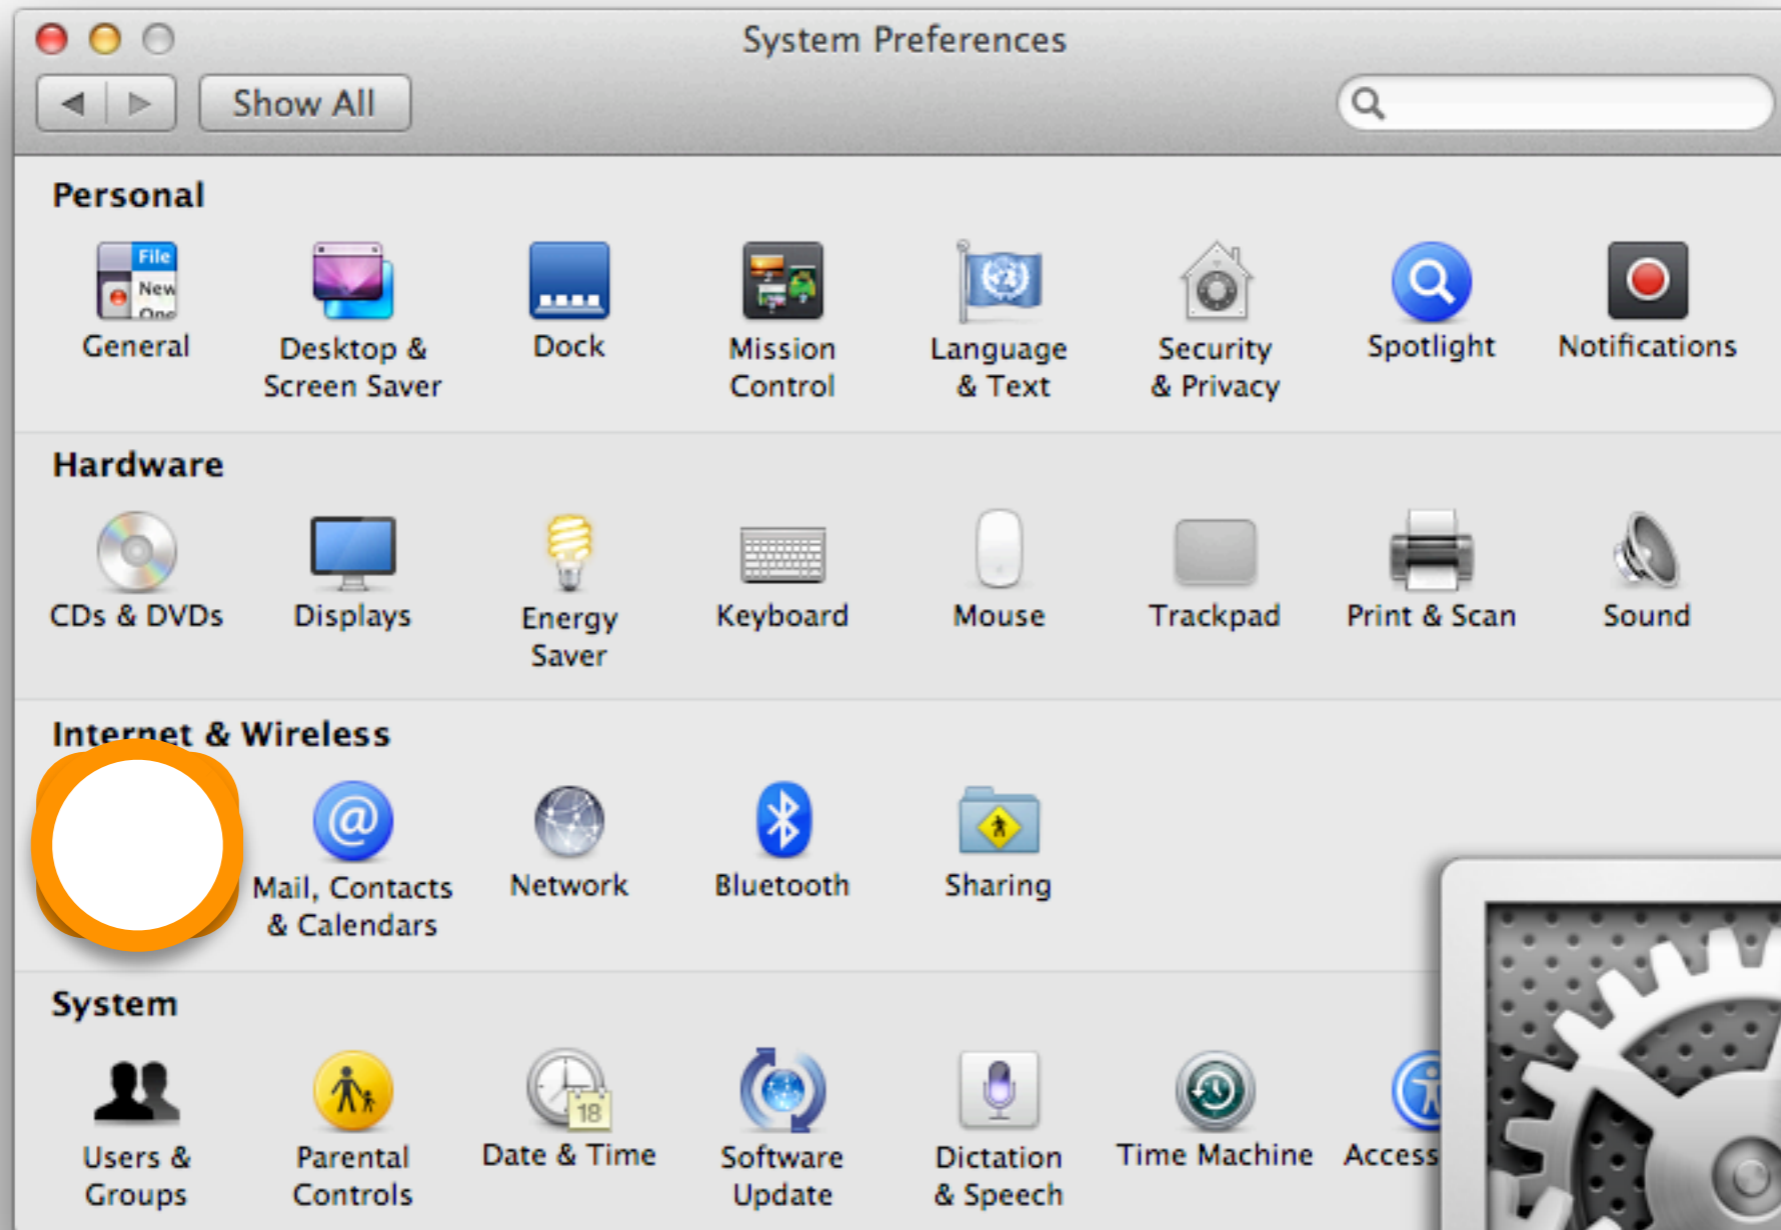 System Preferences
Show All
Personal
File
New
One
General
Desktop &
Screen Saver
Dock
Mission
Control
Language
& Text
Security
& Privacy
Spotlight
Notifications
Hardware
CDs & DVDs
Displays
Energy
Saver
Keyboard
Mouse
Trackpad
Print & Scan
Sound
Internet & Wireless
@
Mail, Contacts
& Calendars
Network
Bluetooth
Sharing
System
Users &
Groups
Parental
Controls
18
Date & Time
Software
Update
Dictation
& Speech
Time Machine
Access